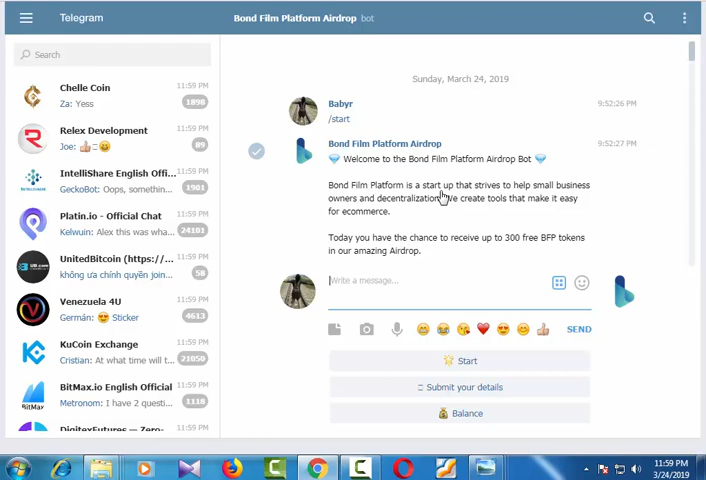 Telegram
Bond Film Platform Airdrop bot
Search
Chelle Coin 11:59 PM
Za: Yess 1898
Relex Development 11:59 PM
Joe: 👍🏻😄 89
IntelliShare English Offi... 11:59 PM
GeckoBot: Oops, somethin... 1901
Platin.io - Official Chat 11:59 PM
Kelwuin: Alex this was wha... 24181
UnitedBitcoin (https://... 11:59 PM
không ưa chính quyền join... 58
Venezuela 4U 11:59 PM
Germán: 😍 Sticker 4613
KuCoin Exchange 11:59 PM
Cristian: At what time will t... 21050
BitMax.io English Official 11:59 PM
Metronom: I have 2 questi... 1118
DigitexFutures — Zero- 11:59 PM
Sunday, March 24, 2019
Babyr 9:52:26 PM
/start
Bond Film Platform Airdrop 9:52:27 PM
Welcome to the Bond Film Platform Airdrop Bot
Bond Film Platform is a start up that strives to help small business
owners and decentralization. We create tools that make it easy
for ecommerce.
Today you have the chance to receive up to 300 free BFP tokens
in our amazing Airdrop.
Write a message...
SEND
Start
Submit your details
Balance
11:59 PM
3/24/2019